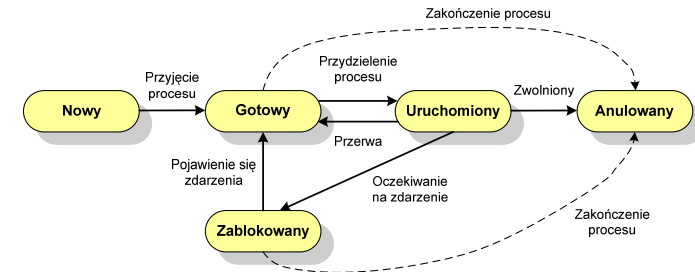 Zakończenie procesu
Przyjęcie
procesu
Przydzielenie
procesu
Zwolniony
Nowy
Gotowy
Uruchomiony
Anulowany
Przerwa
Pojawienie się
zdarzenia
Oczekiwanie
na zdarzenie
Zablokowany
Zakończenie
procesu